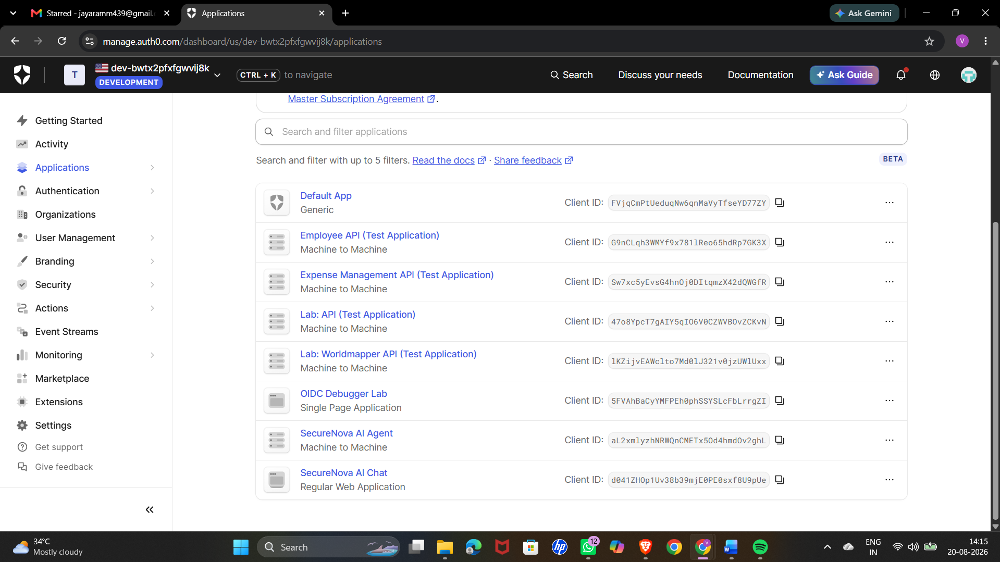 Starred - jayaramm439@gmail.c
Applications
Ask Gemini
manage.auth0.com/dashboard/us/dev-bwtx2pfxfgwvij8k/applications
V
T
dev-bwtx2pfxfgwvij8k
DEVELOPMENT
CTRL + K to navigate
Search
Discuss your needs
Documentation
Ask Guide
Getting Started
Activity
Applications
Authentication
Organizations
User Management
Branding
Security
Actions
Event Streams
Monitoring
Marketplace
Extensions
Settings
Get support
Give feedback
Master Subscription Agreement.
Search and filter applications
Search and filter with up to 5 filters. Read the docs · Share feedback
BETA
Default App
Generic
Client ID: FVjqCmPtUeduqNw6qnMaVyTfseYD77ZY
Employee API (Test Application)
Machine to Machine
Client ID: G9nCLqh3WMYf9x781lReo65hdRp7GK3X
Expense Management API (Test Application)
Machine to Machine
Client ID: Sw7xc5yEvsG4hnOj0DItqmzX42dQWGfR
Lab: API (Test Application)
Machine to Machine
Client ID: 47o8YpcT7gAIY5qIO6V0CZWVBOvZCKvN
Lab: Worldmapper API (Test Application)
Machine to Machine
Client ID: lKZijvEAWclto7Md0lJ321v0jzUWlUxx
OIDC Debugger Lab
Single Page Application
Client ID: 5FVAhBaCyYMFPEh0phSSYSLcFbLrrgZI
SecureNova AI Agent
Machine to Machine
Client ID: aL2xmlyzhNRWQnCMETx5Od4hmdOv2ghL
SecureNova AI Chat
Regular Web Application
Client ID: d041ZHOp1Uv38b39mjE0PE0sxf8U9pUe
34°C
Mostly cloudy
Search
12
ENG
IN
14:15
20-08-2026